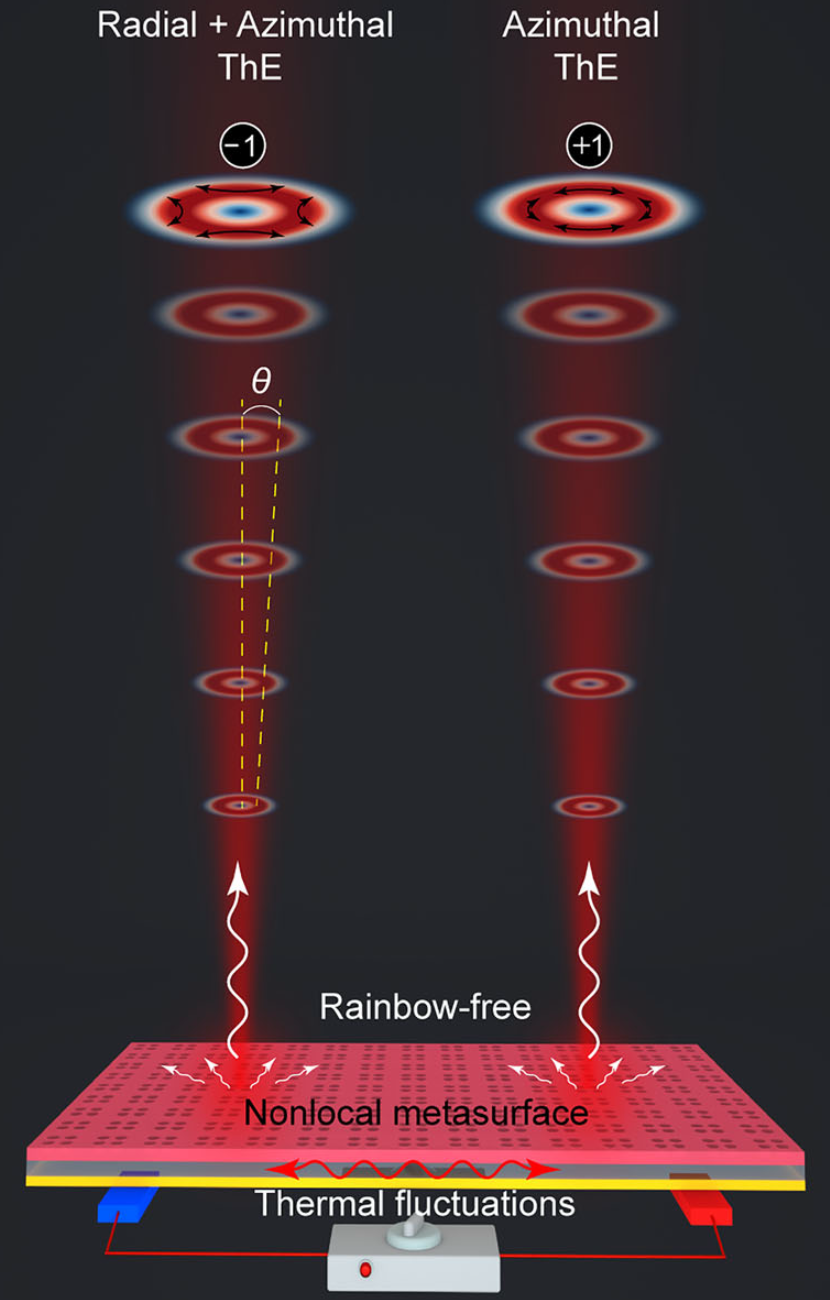 Radial + Azimuthal
ThE
Azimuthal
ThE
−1
+1
θ
Rainbow-free
Nonlocal metasurface
Thermal fluctuations